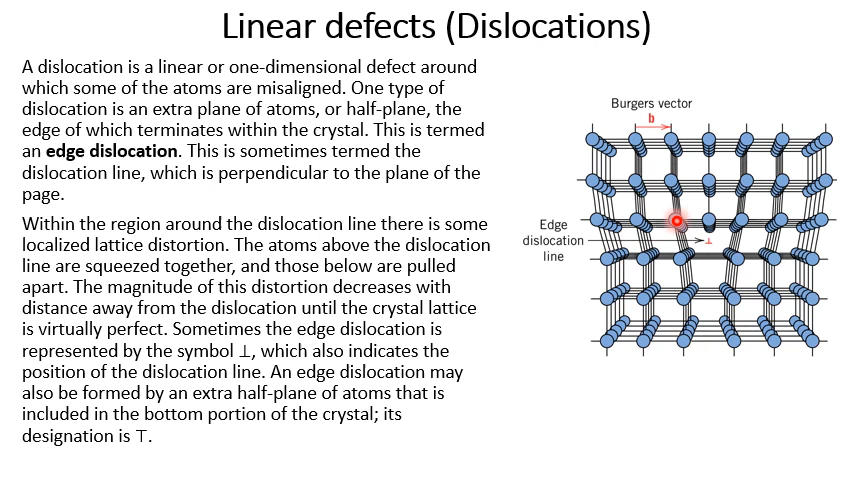 Linear defects (Dislocations)
A dislocation is a linear or one-dimensional defect around
which some of the atoms are misaligned. One type of
dislocation is an extra plane of atoms, or half-plane, the
edge of which terminates within the crystal. This is termed
an edge dislocation. This is sometimes termed the
dislocation line, which is perpendicular to the plane of the
page.
Within the region around the dislocation line there is some
localized lattice distortion. The atoms above the dislocation
line are squeezed together, and those below are pulled
apart. The magnitude of this distortion decreases with
distance away from the dislocation until the crystal lattice
is virtually perfect. Sometimes the edge dislocation is
represented by the symbol ⊥, which also indicates the
position of the dislocation line. An edge dislocation may
also be formed by an extra half-plane of atoms that is
included in the bottom portion of the crystal; its
designation is ⊤.
Burgers vector
b
Edge
dislocation
line
⊥